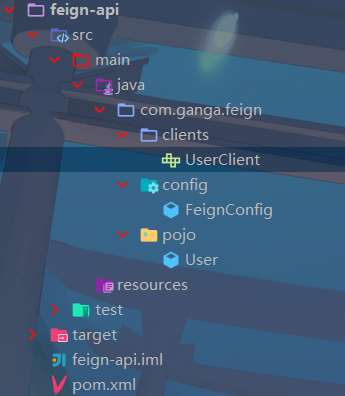 feign-api
src
main
java
com.ganga.feign
clients
UserClient
config
FeignConfig
pojo
User
resources
test
target
feign-api.iml
pom.xml